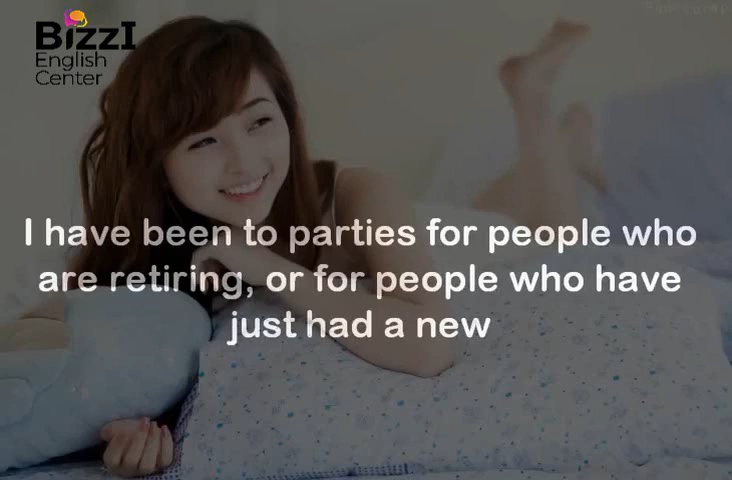 BizzI
English
Center
I have been to parties for people who
are retiring, or for people who have
just had a new